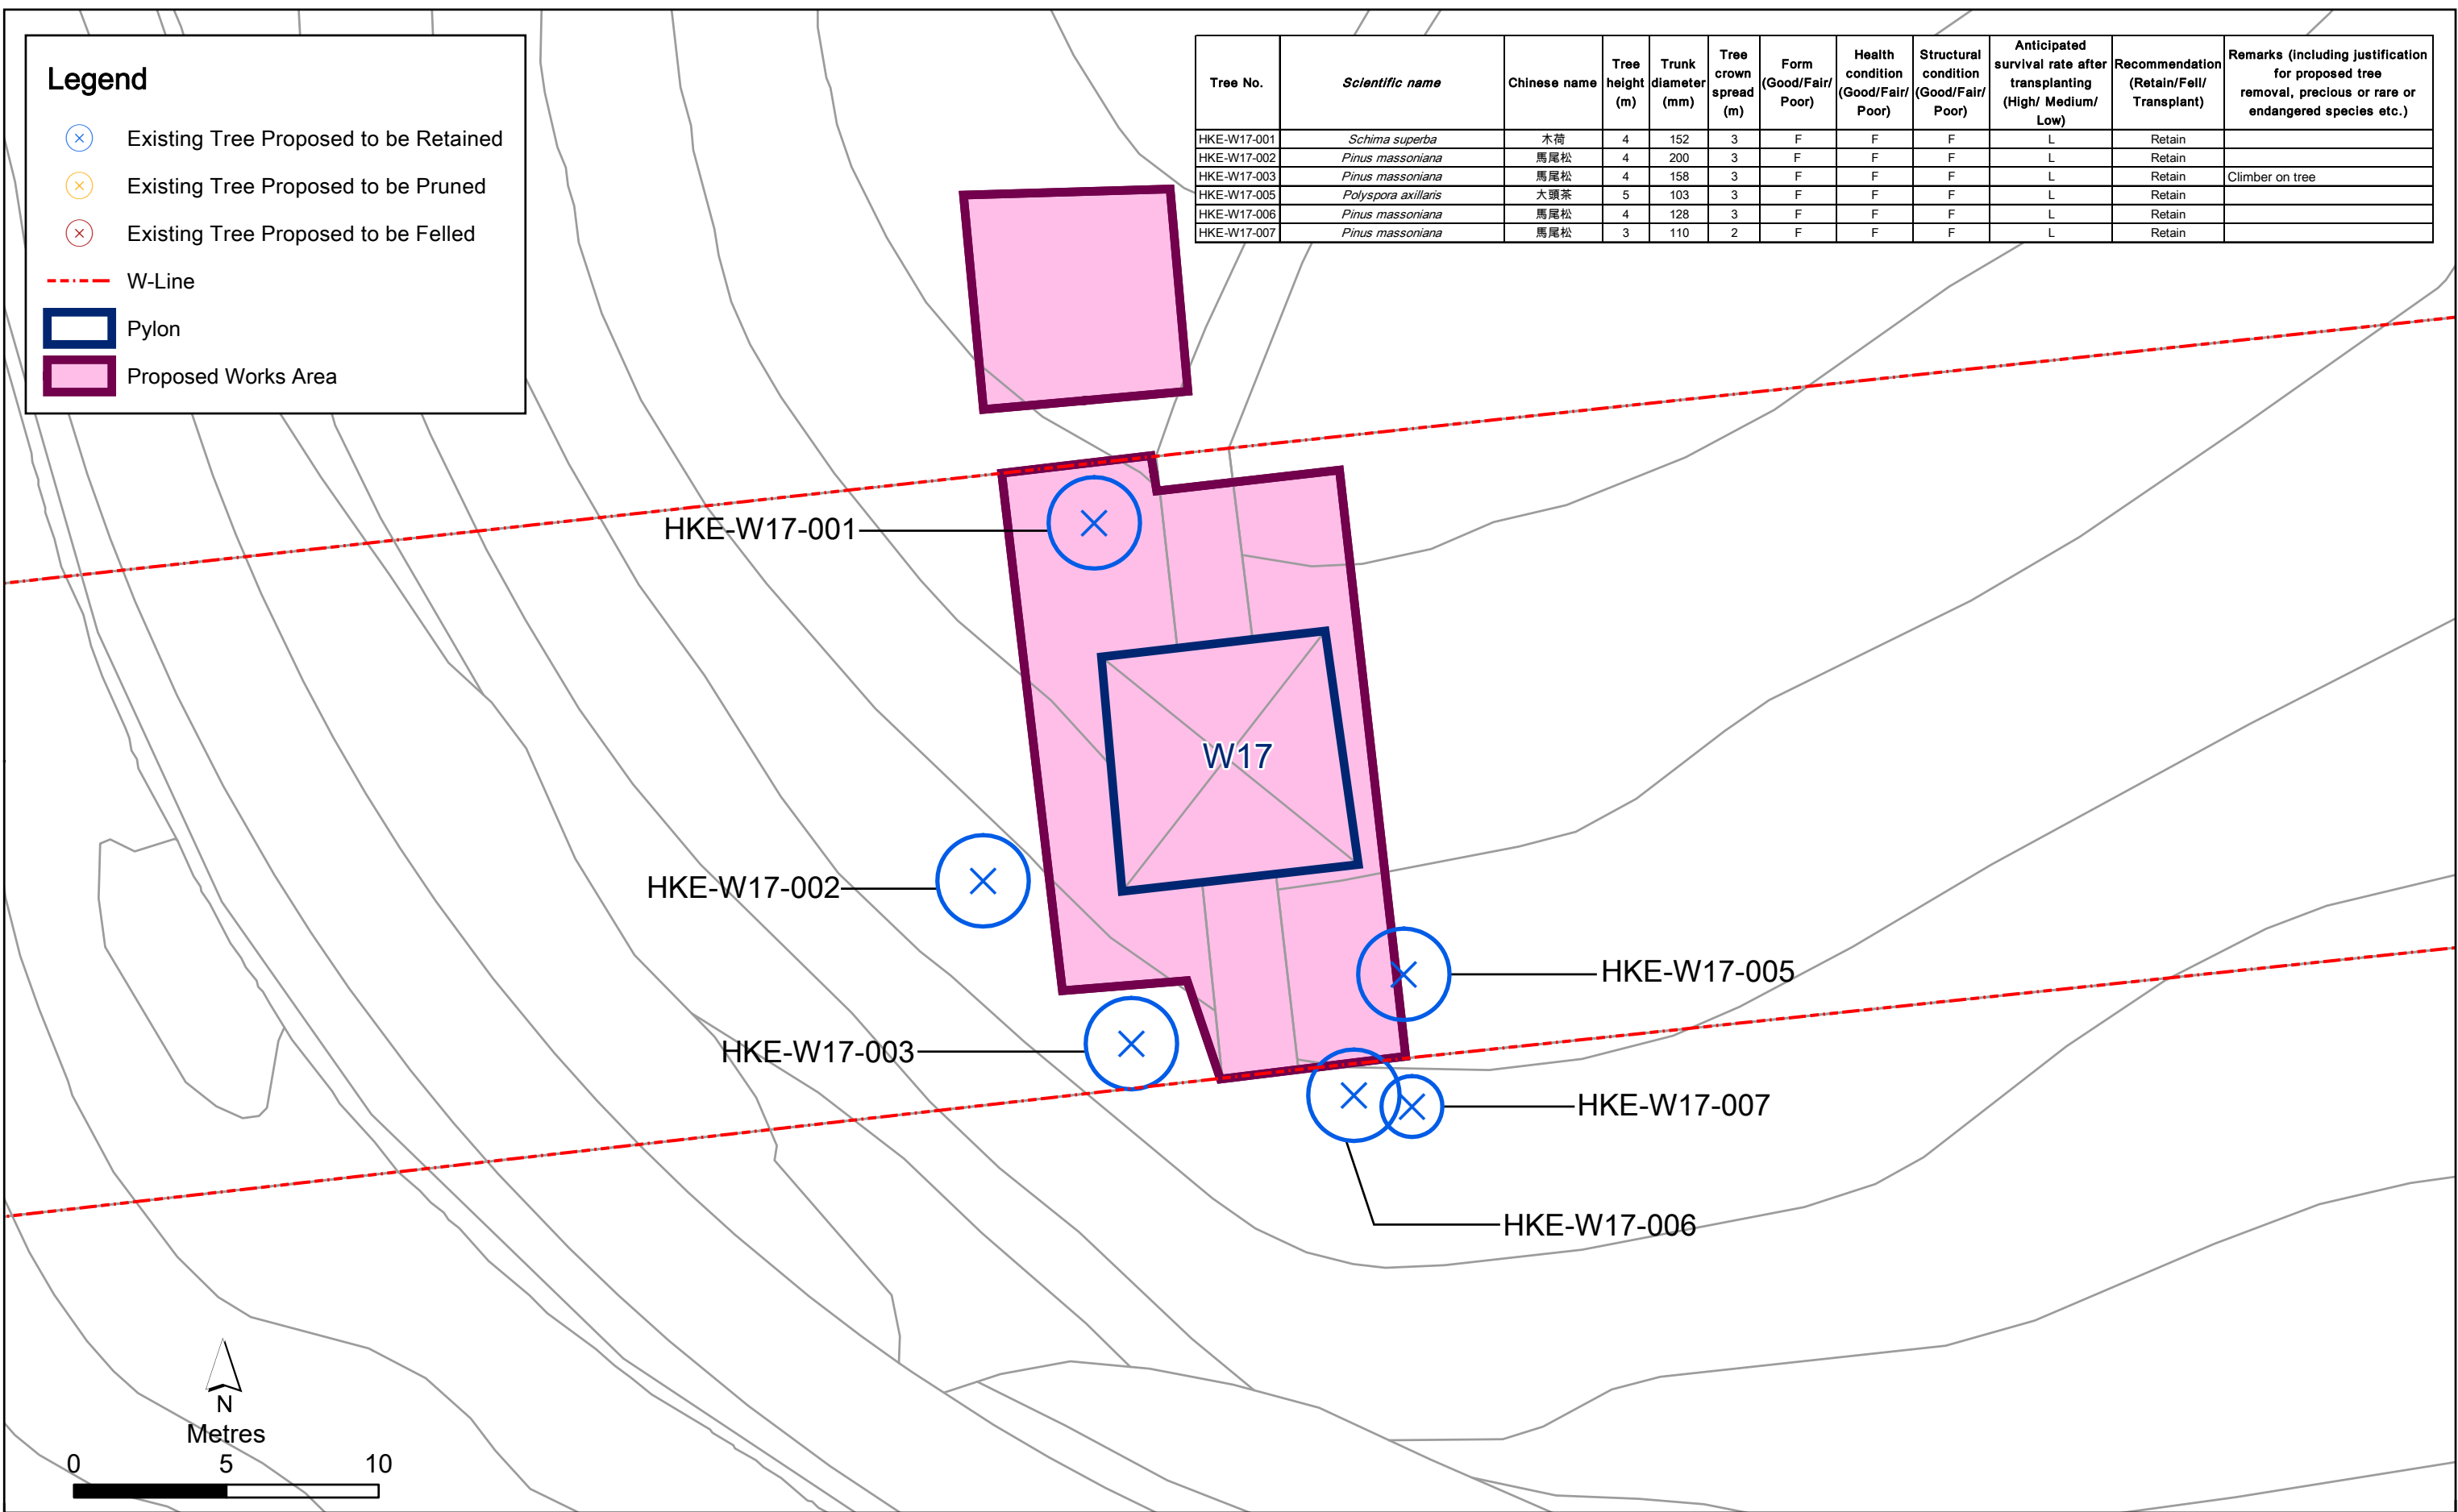 Legend
Existing Tree Proposed to be Retained
Existing Tree Proposed to be Pruned
Existing Tree Proposed to be Felled
W-Line
Pylon
Proposed Works Area
Tree No. Scientific name Chinese name Tree height (m) Trunk diameter (mm) Tree crown spread (m) Form (Good/Fair/ Poor) Health condition (Good/Fair/ Poor) Structural condition (Good/Fair/ Poor) Anticipated survival rate after transplanting (High/ Medium/ Low) Recommendation (Retain/Fell/ Transplant) Remarks (including justification for proposed tree removal, precious or rare or endangered species etc.)
HKE-W17-001 Schima superba 木荷 4 152 3 F F F L Retain
HKE-W17-002 Pinus massoniana 馬尾松 4 200 3 F F F L Retain
HKE-W17-003 Pinus massoniana 馬尾松 4 158 3 F F F L Retain Climber on tree
HKE-W17-005 Polyspora axillaris 大頭茶 5 103 3 F F F L Retain
HKE-W17-006 Pinus massoniana 馬尾松 4 128 3 F F F L Retain
HKE-W17-007 Pinus massoniana 馬尾松 3 110 2 F F F L Retain
HKE-W17-001
W17
HKE-W17-002
HKE-W17-005
HKE-W17-003
HKE-W17-007
HKE-W17-006
N
Metres
0 5 10